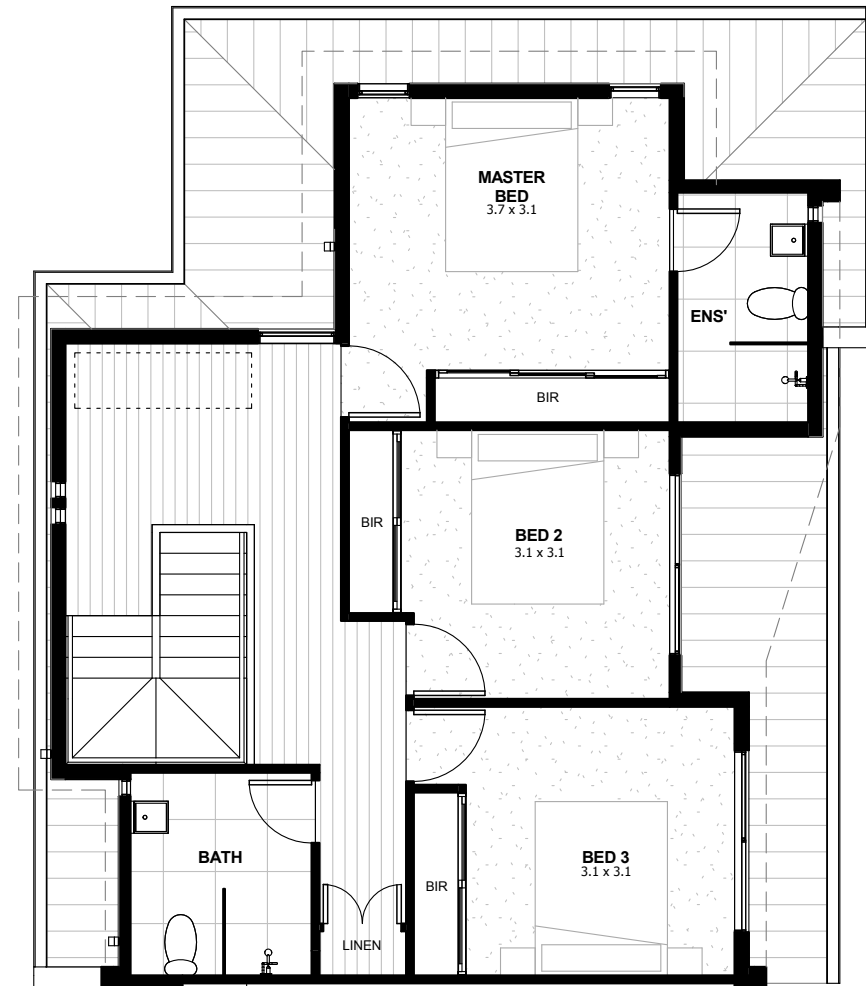 MASTER
BED
3.7 x 3.1
ENS'
BIR
BIR
BED 2
3.1 x 3.1
BATH
BED 3
3.1 x 3.1
BIR
LINEN